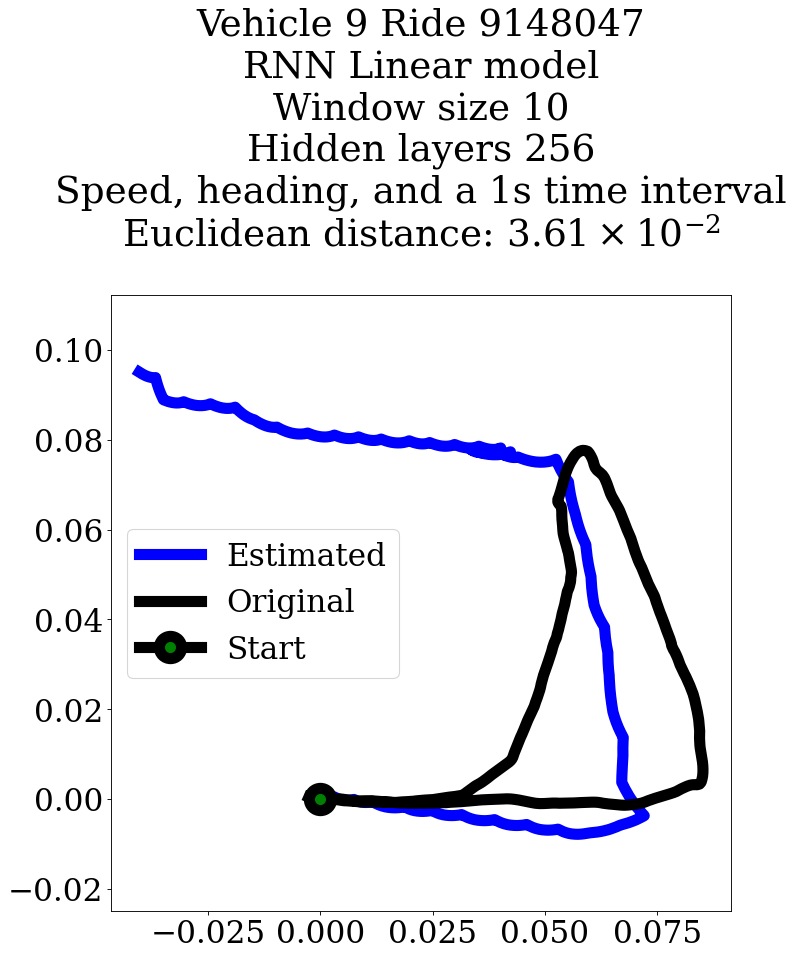 Vehicle 9 Ride 9148047
RNN Linear model
Window size 10
Hidden layers 256
Speed, heading, and a 1s time interval
Euclidean distance: 3.61 × 10⁻²
0.10
0.08
0.06
0.04
0.02
0.00
−0.02
Estimated
Original
Start
−0.025 0.000 0.025 0.050 0.075